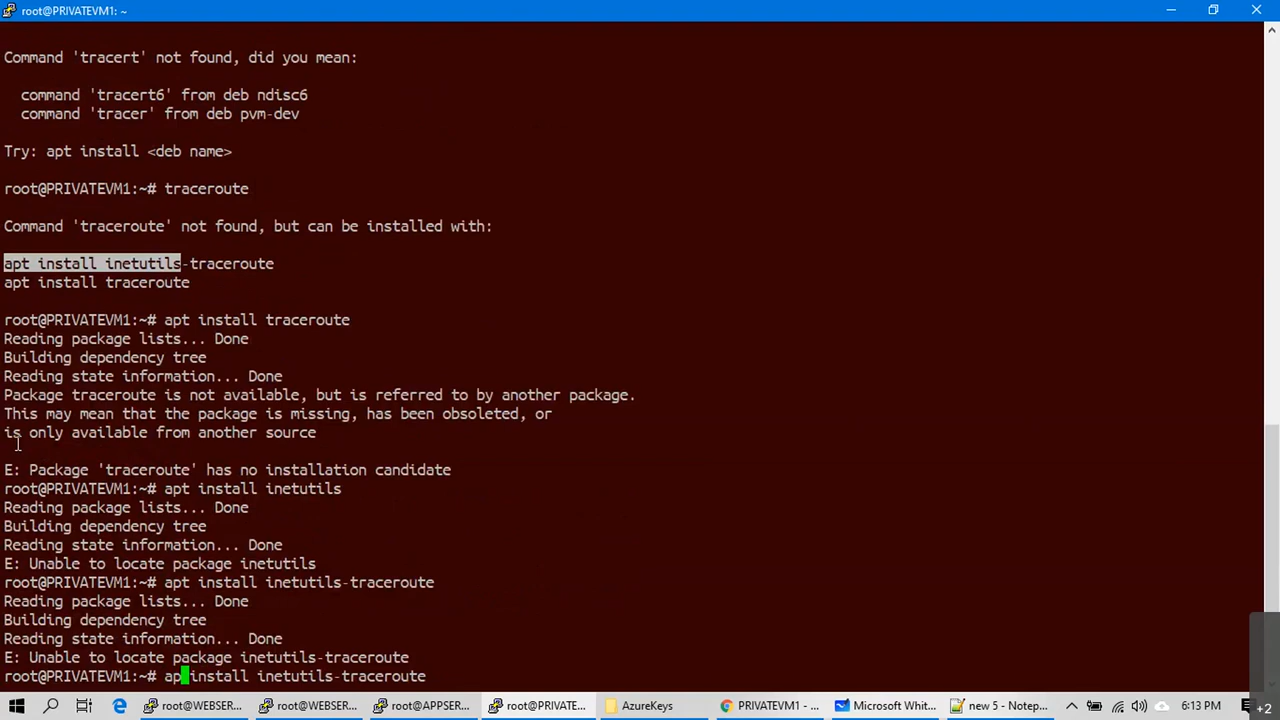 root@PRIVATEVM1: ~
Command 'tracert' not found, did you mean:
command 'tracert6' from deb ndisc6
command 'tracer' from deb pvm-dev
Try: apt install <deb name>
root@PRIVATEVM1:~# traceroute
Command 'traceroute' not found, but can be installed with:
apt install inetutils-traceroute
apt install traceroute
root@PRIVATEVM1:~# apt install traceroute
Reading package lists... Done
Building dependency tree
Reading state information... Done
Package traceroute is not available, but is referred to by another package.
This may mean that the package is missing, has been obsoleted, or
is only available from another source
E: Package 'traceroute' has no installation candidate
root@PRIVATEVM1:~# apt install inetutils
Reading package lists... Done
Building dependency tree
Reading state information... Done
E: Unable to locate package inetutils
root@PRIVATEVM1:~# apt install inetutils-traceroute
Reading package lists... Done
Building dependency tree
Reading state information... Done
E: Unable to locate package inetutils-traceroute
root@PRIVATEVM1:~# ap install inetutils-traceroute
root@WEBSER... root@WEBSER... root@APPSER... root@PRIVATE... AzureKeys PRIVATEVM1 - ... Microsoft Whit... new 5 - Notep... 6:13 PM +2